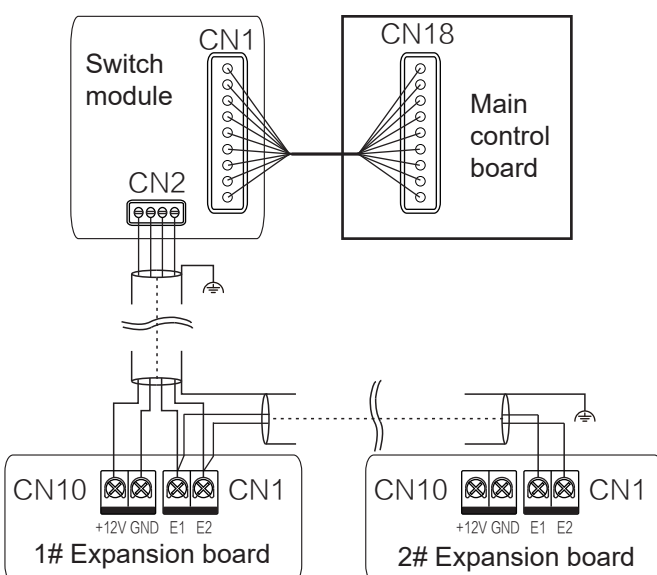 CN1
CN18
Switch
module
Main
control
board
CN2
CN10
CN1
+12V GND E1 E2
1# Expansion board
CN10
CN1
+12V GND E1 E2
2# Expansion board